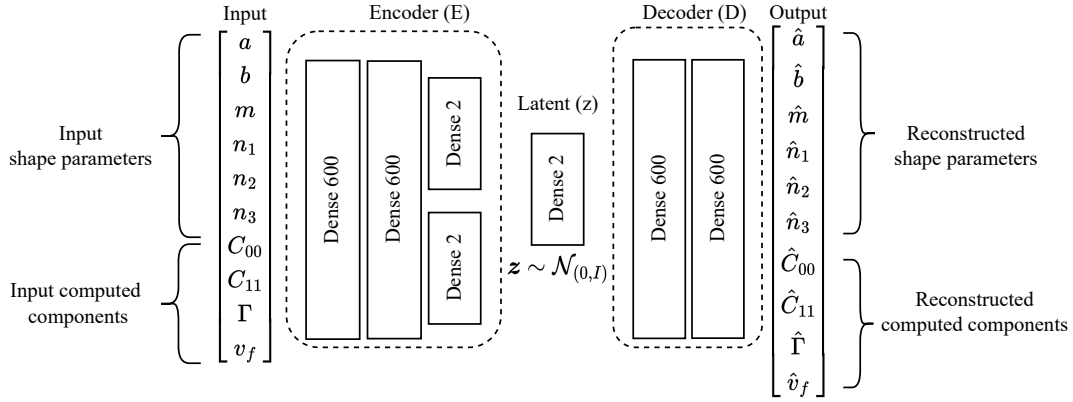 Input
Encoder (E)
Decoder (D)
Output
Input
shape parameters
Input computed
components
a
b
m
n₁
n₂
n₃
C₀₀
C₁₁
Γ
v_f
Dense 600
Dense 600
Dense 2
Dense 2
Latent (z)
Dense 2
z ∼ 𝒩(0,I)
Dense 600
Dense 600
â
b̂
m̂
n̂₁
n̂₂
n̂₃
Ĉ₀₀
Ĉ₁₁
Γ̂
v̂_f
Reconstructed
shape parameters
Reconstructed
computed components